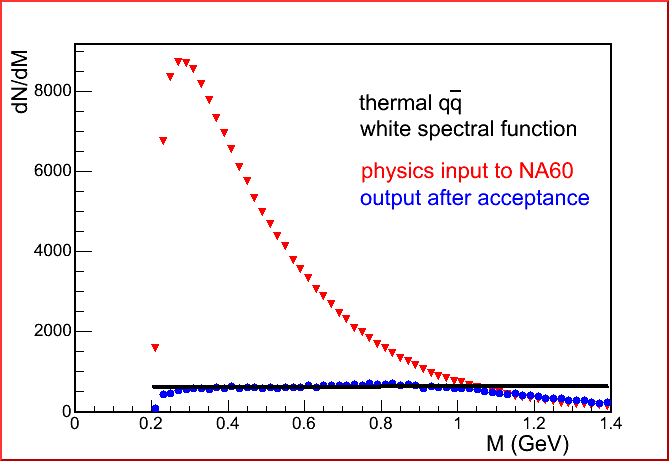 dN/dM
8000
6000
4000
2000
0
thermal qq̅
white spectral function
physics input to NA60
output after acceptance
0 0.2 0.4 0.6 0.8 1 1.2 1.4
M (GeV)